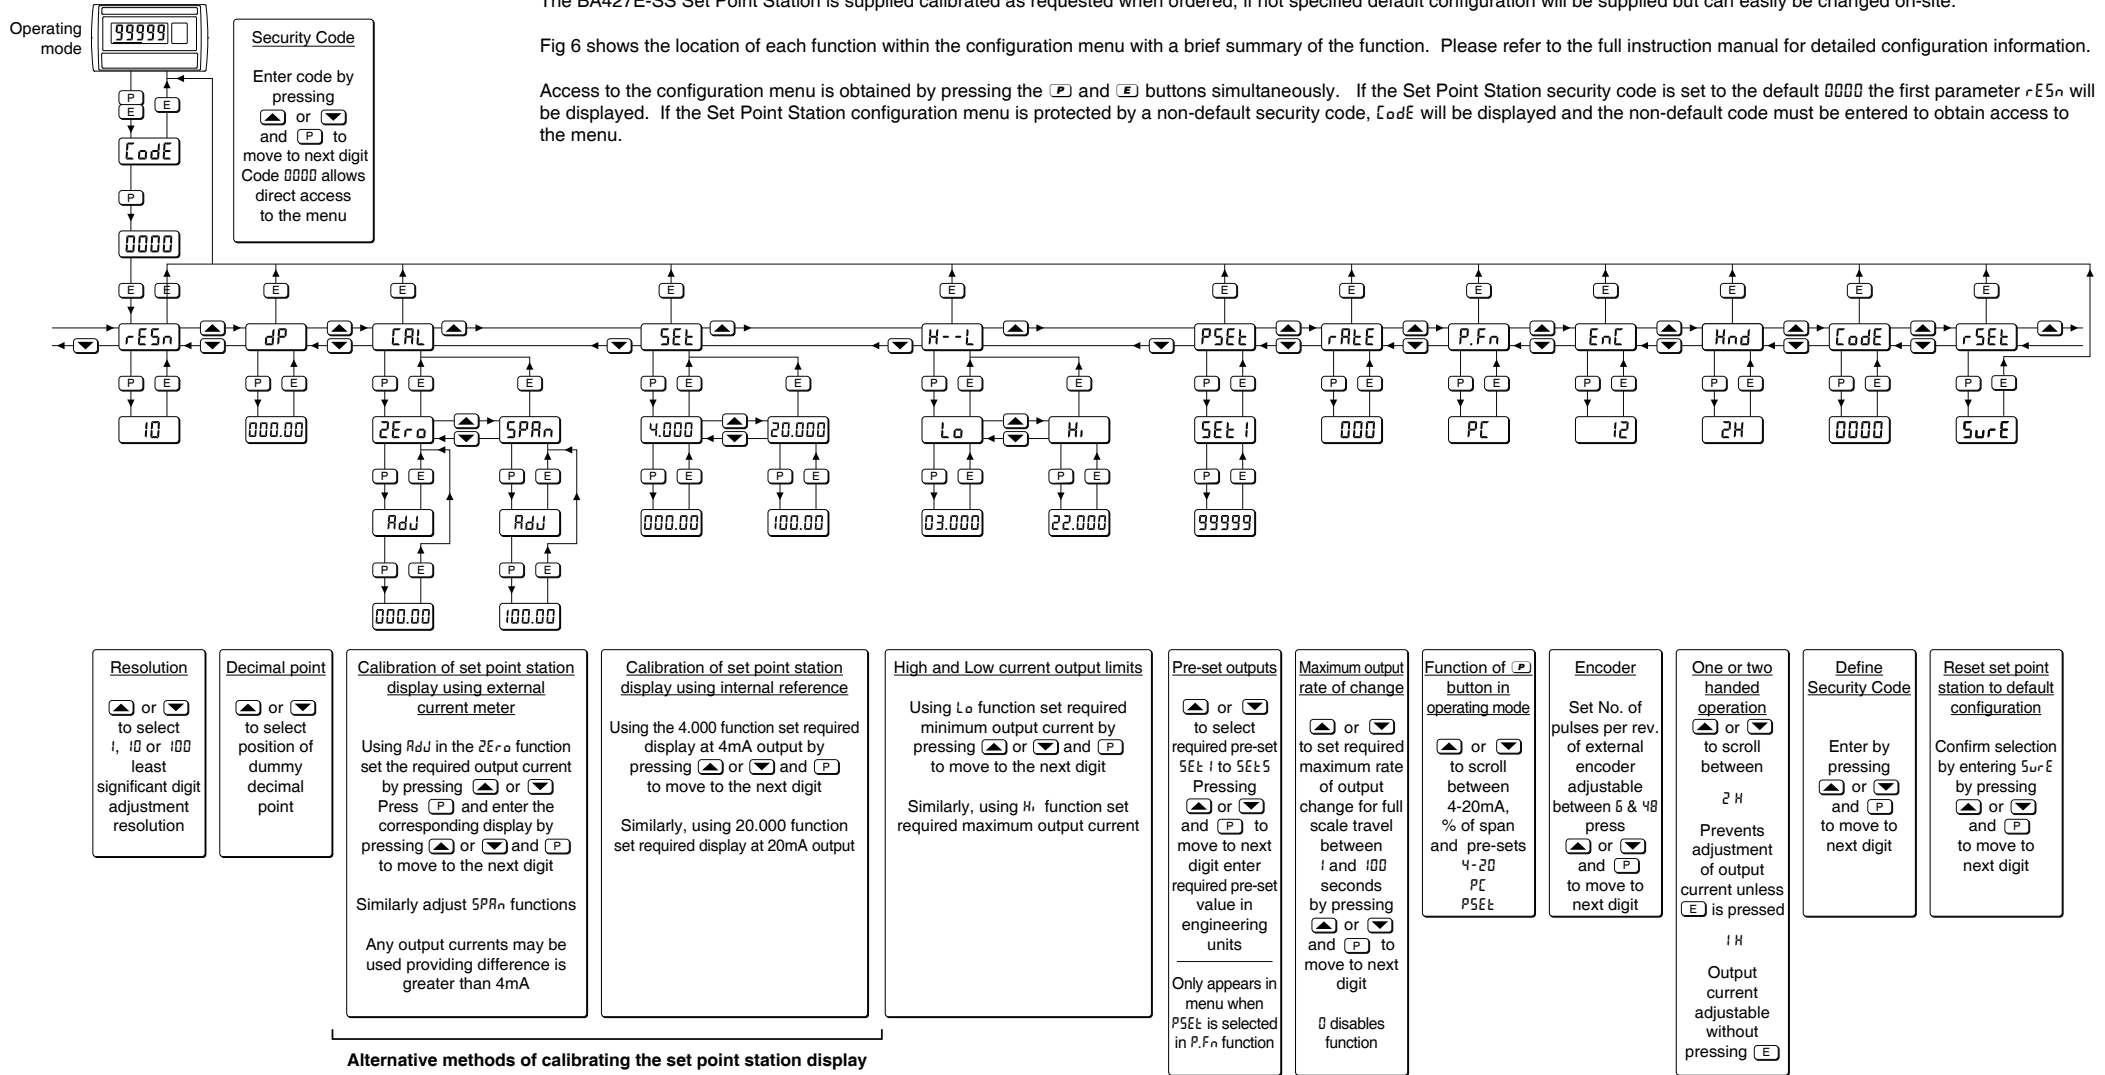 The BA427E-SS Set Point Station is supplied calibrated as requested when ordered, if not specified default configuration will be supplied but can easily be changed on-site.
Fig 6 shows the location of each function within the configuration menu with a brief summary of the function. Please refer to the full instruction manual for detailed configuration information.
Access to the configuration menu is obtained by pressing the P and E buttons simultaneously. If the Set Point Station security code is set to the default 0000 the first parameter rESn will
be displayed. If the Set Point Station configuration menu is protected by a non-default security code, CodE will be displayed and the non-default code must be entered to obtain access to
the menu.
Operating
mode
99999
Security Code
Enter code by
pressing
▲ or ▼
and P to
move to next digit
Code 0000 allows
direct access
to the menu
P
E
E
CodE
P
0000
E E E E E E E E E E E E E
rESn ▲ dP ▲ CAL ▲ SEt ▲ H--L ▲ PSEt ▲ rAtE ▲ P.Fn ▲ EnC ▲ Hnd ▲ CodE ▲ rSEt ▲
▼ ▼ ▼ ▼ ▼ ▼ ▼ ▼ ▼ ▼ ▼ ▼
P E P E P E E P E E P E E P E P E P E P E P E P E P E
10 000.00 2Ero ▲ SPAn 4.000 ▲ 20.000 Lo ▲ Hi SEt 1 000 PC 12 2H 0000 SurE
▼ ▼ ▼
P E P E P E P E P E P E P E
AdJ AdJ 000.00 100.00 03.000 22.000 99999
P E P E
000.00 100.00
Resolution
▲ or ▼
to select
1, 10 or 100
least
significant digit
adjustment
resolution
Decimal point
▲ or ▼
to select
position of
dummy
decimal
point
Calibration of set point station
display using external
current meter
Using AdJ in the 2Ero function
set the required output current
by pressing ▲ or ▼
Press P and enter the
corresponding display by
pressing ▲ or ▼ and P
to move to the next digit
Similarly adjust SPAn functions
Any output currents may be
used providing difference is
greater than 4mA
Calibration of set point station
display using internal reference
Using the 4.000 function set required
display at 4mA output by
pressing ▲ or ▼ and P
to move to the next digit
Similarly, using 20.000 function
set required display at 20mA output
High and Low current output limits
Using Lo function set required
minimum output current by
pressing ▲ or ▼ and P
to move to the next digit
Similarly, using Hi function set
required maximum output current
Pre-set outputs
▲ or ▼
to select
required pre-set
SEt 1 to SEt5
Pressing
▲ or ▼
and P to
move to next
digit enter
required pre-set
value in
engineering
units
Only appears in
menu when
PSEt is selected
in P.Fn function
Maximum output
rate of change
▲ or ▼
to set required
maximum rate
of output
change for full
scale travel
between
1 and 100
seconds
by pressing
▲ or ▼
and P to
move to next
digit
0 disables
function
Function of P
button in
operating mode
▲ or ▼
to scroll
between
4-20mA,
% of span
and pre-sets
4-20
PC
PSEt
Encoder
Set No. of
pulses per rev.
of external
encoder
adjustable
between 6 & 48
press
▲ or ▼
and P
to move to
next digit
One or two
handed
operation
▲ or ▼
to scroll
between
2 H
Prevents
adjustment
of output
current unless
E is pressed
1 H
Output
current
adjustable
without
pressing E
Define
Security Code
Enter by
pressing
▲ or ▼
and P
to move to
next digit
Reset set point
station to default
configuration
Confirm selection
by entering SurE
by pressing
▲ or ▼
and P
to move to
next digit
Alternative methods of calibrating the set point station display